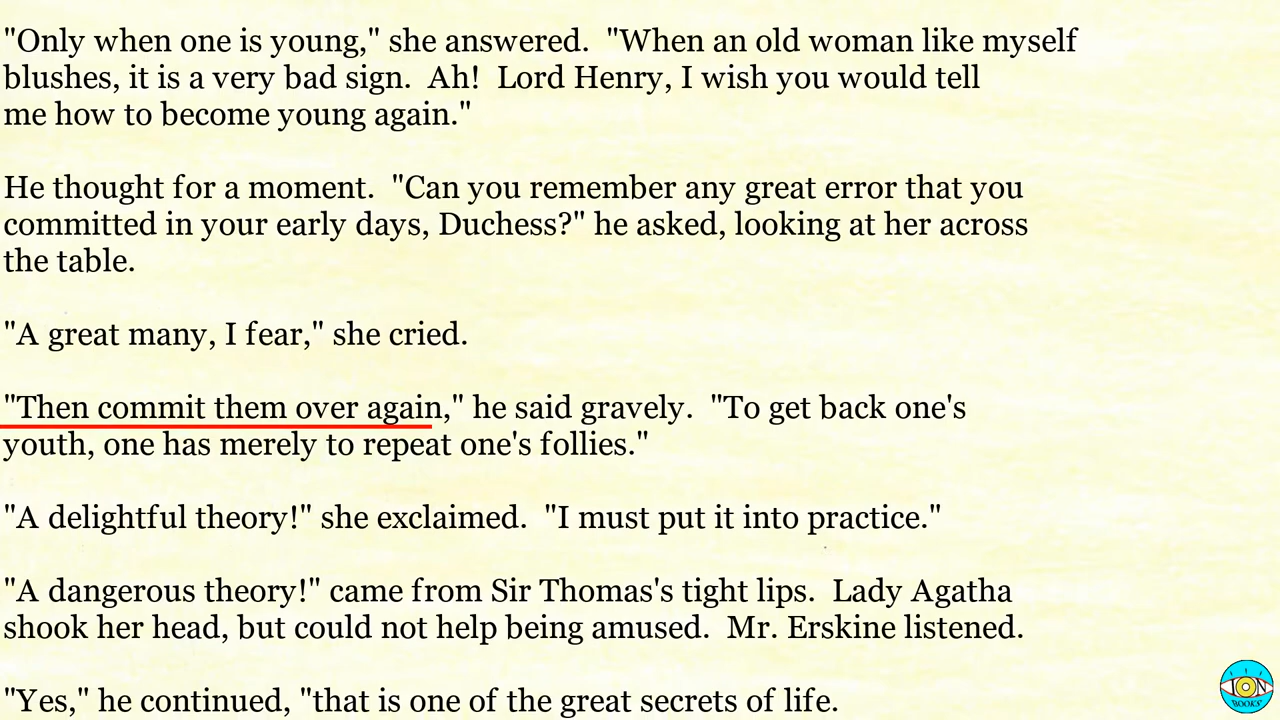 "Only when one is young," she answered.  "When an old woman like myself
blushes, it is a very bad sign.  Ah!  Lord Henry, I wish you would tell
me how to become young again."
He thought for a moment.  "Can you remember any great error that you
committed in your early days, Duchess?" he asked, looking at her across
the table.
"A great many, I fear," she cried.
"Then commit them over again," he said gravely.  "To get back one's
youth, one has merely to repeat one's follies."
"A delightful theory!" she exclaimed.  "I must put it into practice."
"A dangerous theory!" came from Sir Thomas's tight lips.  Lady Agatha
shook her head, but could not help being amused.  Mr. Erskine listened.
"Yes," he continued, "that is one of the great secrets of life.
ION
BOOKS